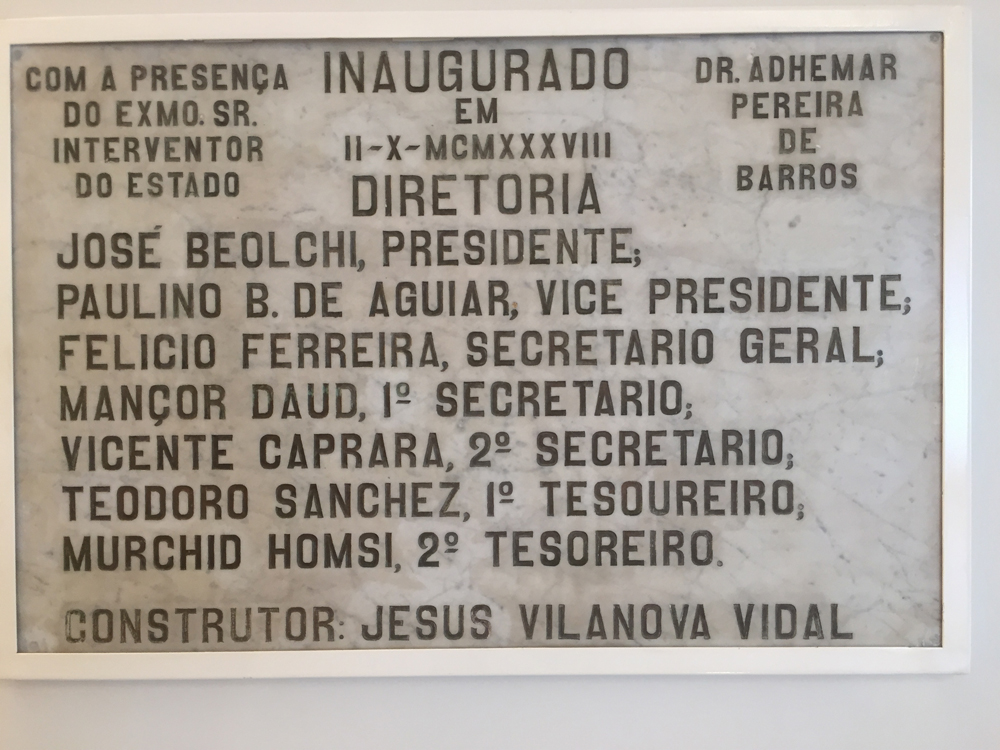 COM A PRESENÇA
DO EXMO. SR.
INTERVENTOR
DO ESTADO
INAUGURADO
EM
II-X-MCMXXXVIII
DR. ADHEMAR
PEREIRA
DE
BARROS
DIRETORIA
JOSÉ BEOLCHI, PRESIDENTE;
PAULINO B. DE AGUIAR, VICE PRESIDENTE;
FELICIO FERREIRA, SECRETARIO GERAL;
MANÇOR DAUD, 1º SECRETARIO;
VICENTE CAPRARA, 2º SECRETARIO;
TEODORO SANCHEZ, 1º TESOUREIRO;
MURCHID HOMSI, 2º TESOREIRO.
CONSTRUTOR: JESUS VILANOVA VIDAL